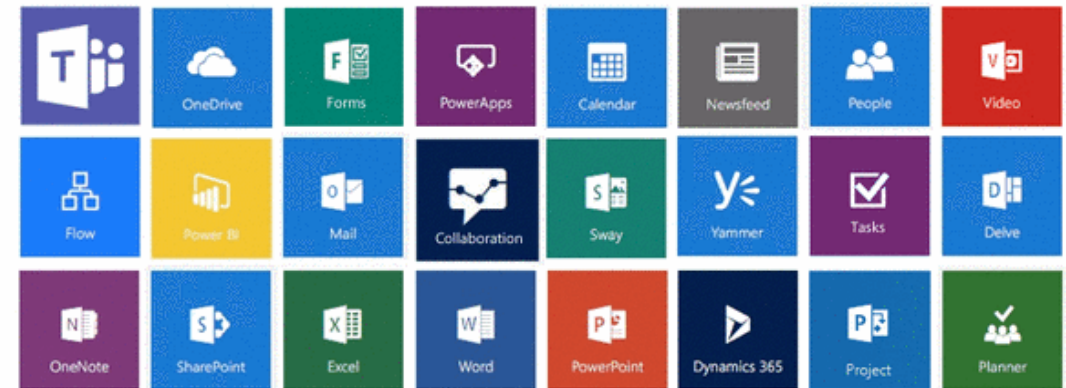 T
OneDrive
F
Forms
PowerApps
Calendar
Newsfeed
People
V
Video
Flow
Power BI
O
Mail
Collaboration
S
Sway
Yammer
Tasks
D
Delve
N
OneNote
S
SharePoint
X
Excel
W
Word
P
PowerPoint
Dynamics 365
P
Project
Planner